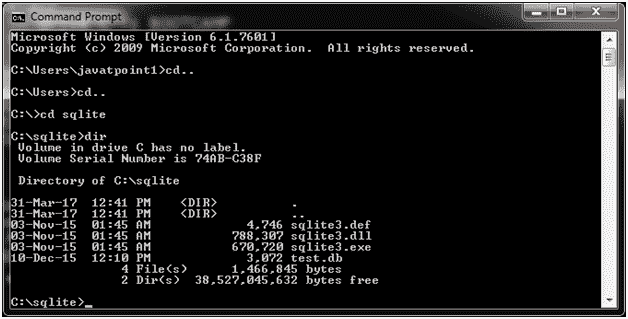 Command Prompt
Microsoft Windows [Version 6.1.7601]
Copyright (c) 2009 Microsoft Corporation.  All rights reserved.
C:\Users\javatpoint1>cd..
C:\Users>cd..
C:\>cd sqlite
C:\sqlite>dir
 Volume in drive C has no label.
 Volume Serial Number is 74AB-C38F
 Directory of C:\sqlite
31-Mar-17  12:41 PM    <DIR>          .
31-Mar-17  12:41 PM    <DIR>          ..
03-Nov-15  01:45 AM             4,746 sqlite3.def
03-Nov-15  01:45 AM           788,307 sqlite3.dll
03-Nov-15  01:45 AM           670,720 sqlite3.exe
10-Dec-15  12:10 PM             3,072 test.db
               4 File(s)      1,466,845 bytes
               2 Dir(s)  38,527,045,632 bytes free
C:\sqlite>_